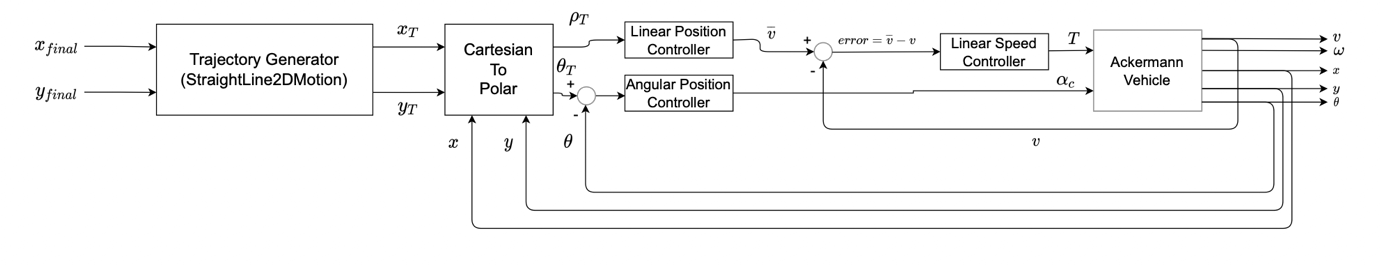 x_final
y_final
Trajectory Generator
(StraightLine2DMotion)
x_T
y_T
Cartesian
To
Polar
x
y
ρ_T
θ_T
+
-
θ
Linear Position
Controller
Angular Position
Controller
v̅
+
-
error = v̅ − v
Linear Speed
Controller
T
α_c
Ackermann
Vehicle
v
v
ω
x
y
θ